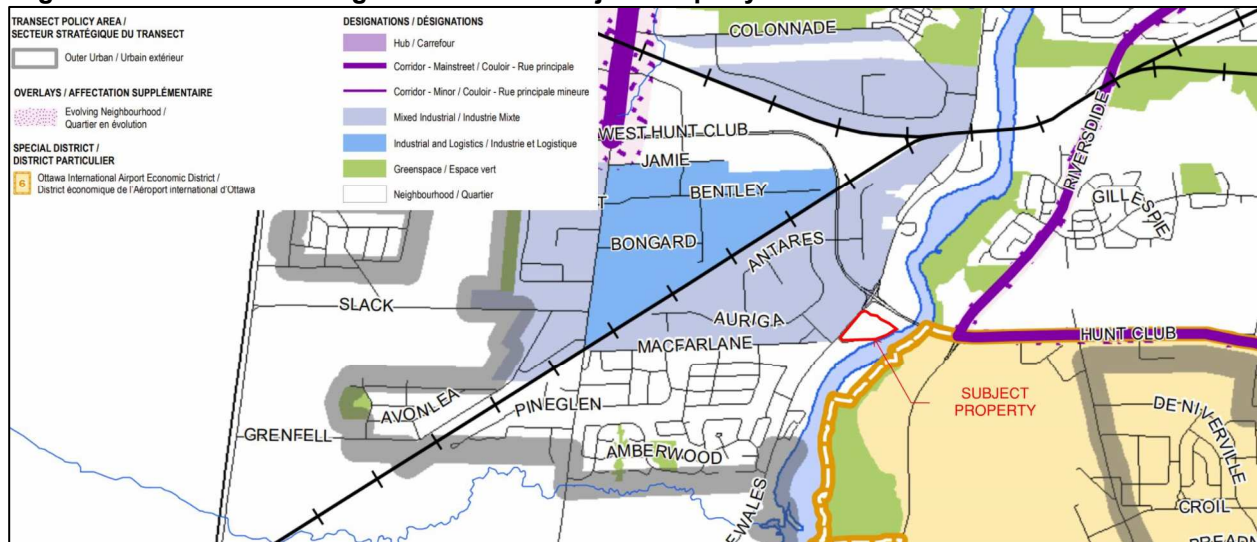 TRANSECT POLICY AREA /
SECTEUR STRATÉGIQUE DU TRANSECT
Outer Urban / Urbain extérieur
OVERLAYS / AFFECTATION SUPPLÉMENTAIRE
Evolving Neighbourhood /
Quartier en évolution
SPECIAL DISTRICT /
DISTRICT PARTICULIER
6
Ottawa International Airport Economic District /
District économique de l'Aéroport international d'Ottawa
DESIGNATIONS / DÉSIGNATIONS
Hub / Carrefour
Corridor - Mainstreet / Couloir - Rue principale
Corridor - Minor / Couloir - Rue principale mineure
Mixed Industrial / Industrie Mixte
Industrial and Logistics / Industrie et Logistique
Greenspace / Espace vert
Neighbourhood / Quartier
COLONNADE
WEST HUNT CLUB
JAMIE
BENTLEY
BONGARD
ANTARES
RIVERSDIDE
GILLESPIE
SLACK
AURIGA
MACFARLANE
HUNT CLUB
SUBJECT
PROPERTY
AVONLEA
PINEGLEN
GRENFELL
AMBERWOOD
DE NIVERVILLE
CROIL
EWALES